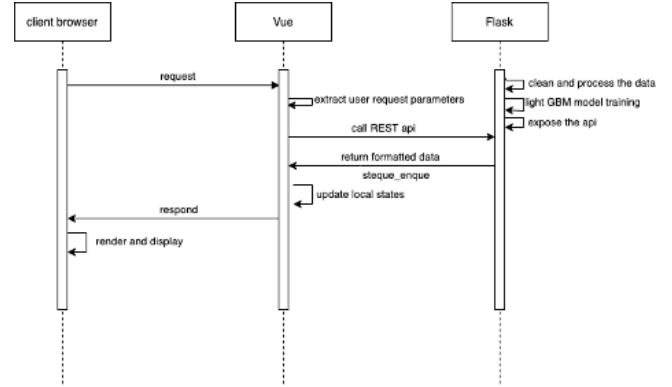 client browser
Vue
Flask
request
clean and process the data
extract user request parameters
light GBM model training
expose the api
call REST api
return formatted data
steque_enque
update local states
respond
render and display